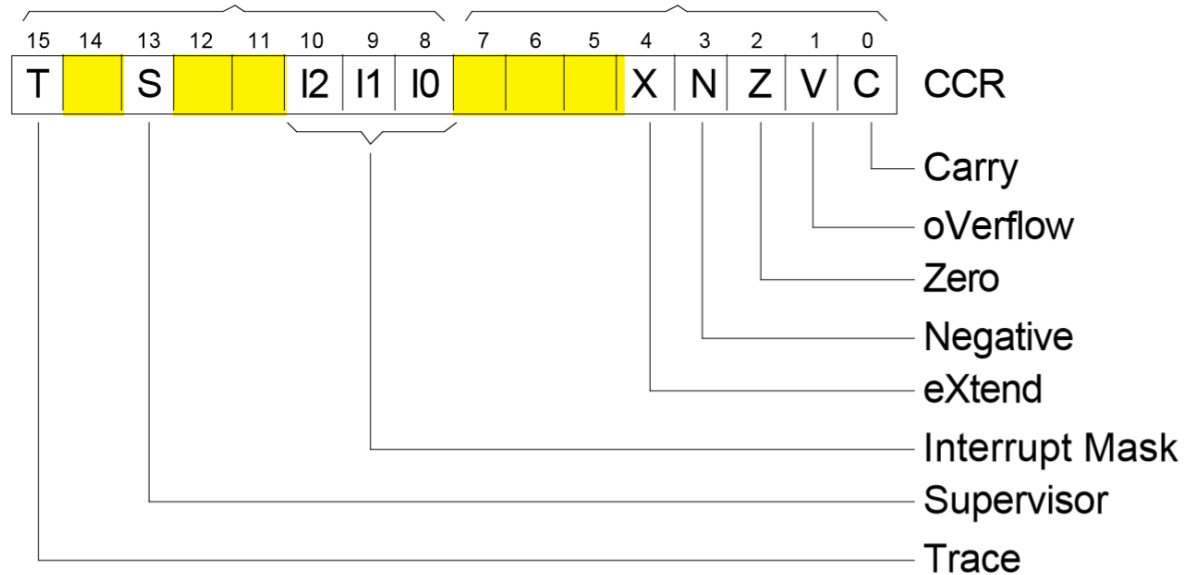 15 14 13 12 11 10 9 8 7 6 5 4 3 2 1 0
T S I2 I1 I0 X N Z V C CCR
Carry
oVerflow
Zero
Negative
eXtend
Interrupt Mask
Supervisor
Trace